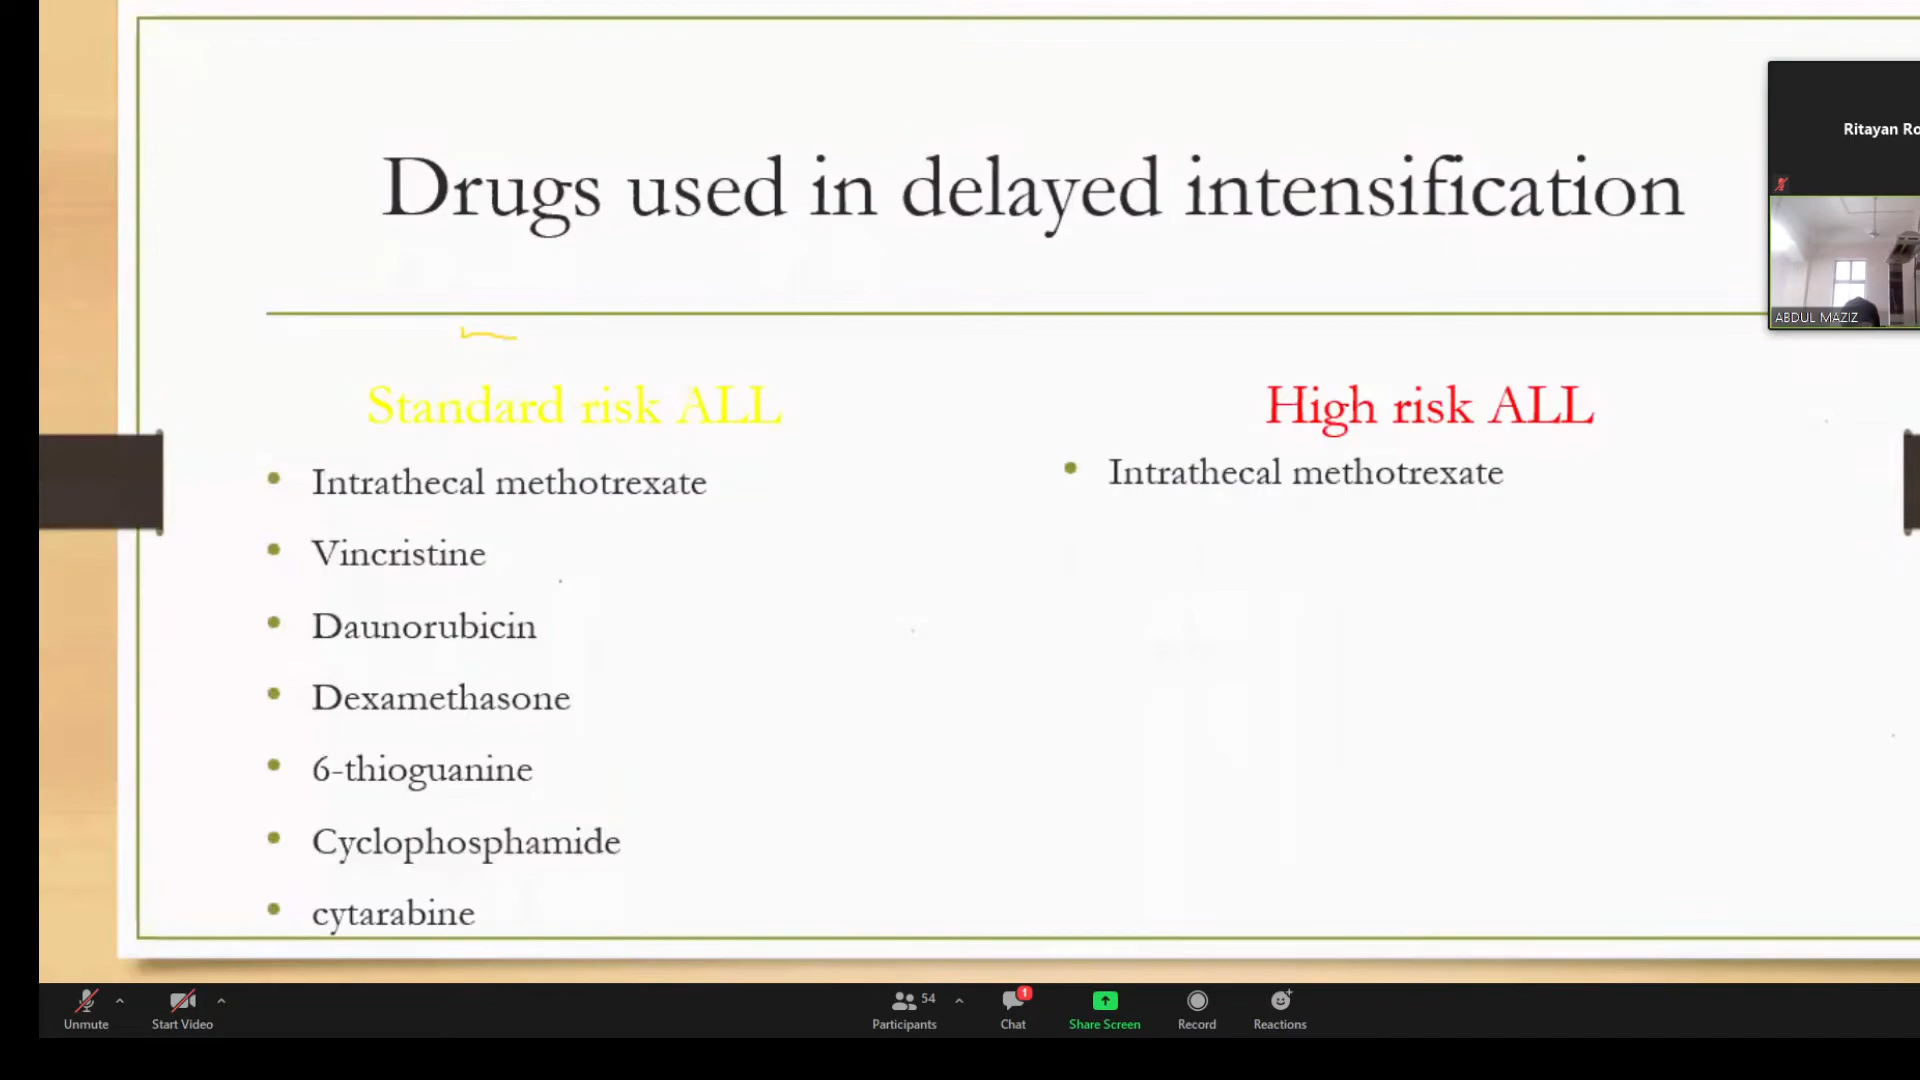 Drugs used in delayed intensification
Ritayan Ro
ABDUL MAZIZ
Standard risk ALL
• Intrathecal methotrexate
• Vincristine
• Daunorubicin
• Dexamethasone
• 6-thioguanine
• Cyclophosphamide
• cytarabine
High risk ALL
• Intrathecal methotrexate
Unmute
Start Video
54
Participants
1
Chat
Share Screen
Record
Reactions